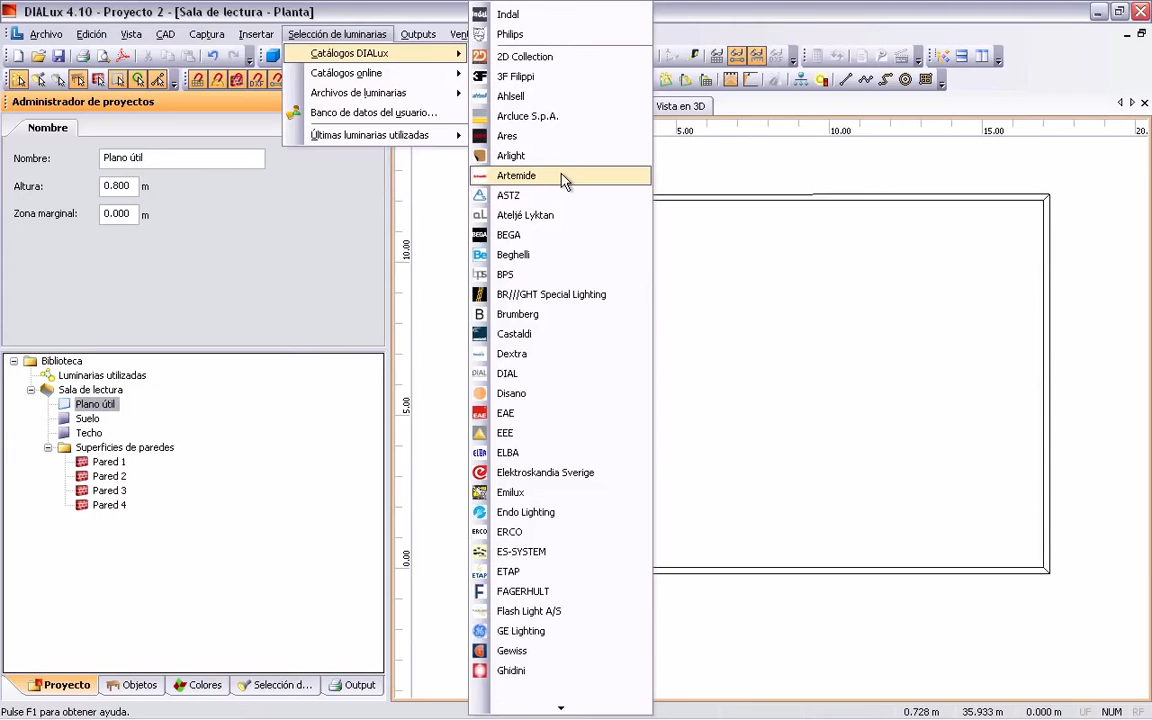 DIALux 4.10 - Proyecto 2 - [Sala de lectura - Planta]
Archivo Edición Vista CAD Captura Insertar Selección de luminarias Outputs
Administrador de proyectos
Nombre
Nombre: Plano útil
Altura: 0.800 m
Zona marginal: 0.000 m
Biblioteca
Luminarias utilizadas
Sala de lectura
Plano útil
Suelo
Techo
Superficies de paredes
Pared 1
Pared 2
Pared 3
Pared 4
Proyecto Objetos Colores Selección d... Output
Pulse F1 para obtener ayuda.
Catálogos DIALux
Catálogos online
Archivos de luminarias
Banco de datos del usuario...
Últimas luminarias utilizadas
Indal
Philips
2D Collection
3F Filippi
Ahlsell
Arcluce S.p.A.
Ares
Arlight
Artemide
ASTZ
Ateljé Lyktan
BEGA
Beghelli
BPS
BR///GHT Special Lighting
Brumberg
Castaldi
Dextra
DIAL
Disano
EAE
EEE
ELBA
Elektroskandia Sverige
Emilux
Endo Lighting
ERCO
ES-SYSTEM
ETAP
FAGERHULT
Flash Light A/S
GE Lighting
Gewiss
Ghidini
Vista en 3D
5.00 10.00 15.00 20.
10.00
5.00
0.00
0.728 m 35.933 m 0.000 m UF NUM RF